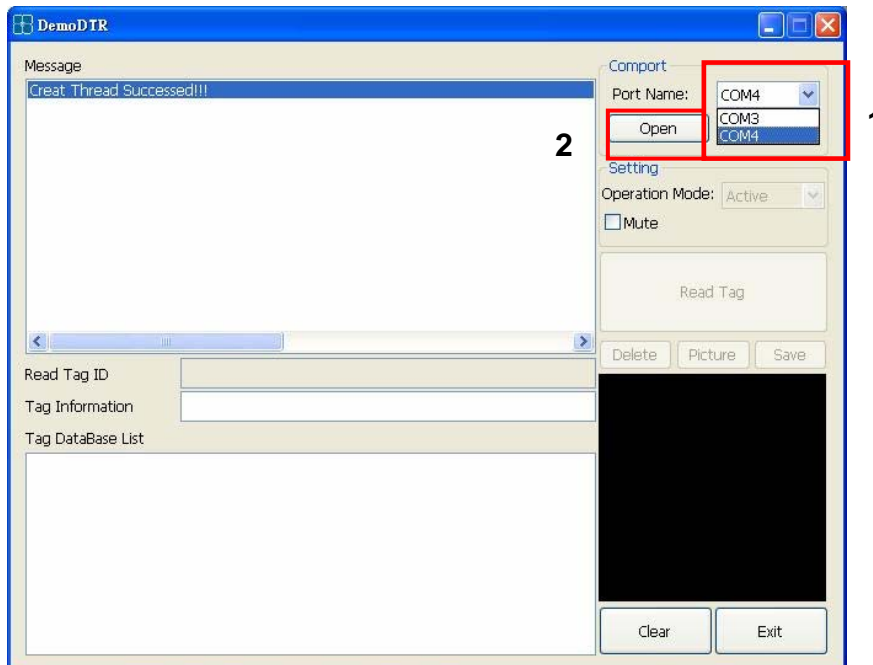 DemoDTR
Message
Creat Thread Successed!!!
Comport
Port Name:
COM4
COM3
COM4
Open
2
Setting
Operation Mode:
Active
Mute
Read Tag
Delete
Picture
Save
Read Tag ID
Tag Information
Tag DataBase List
Clear
Exit